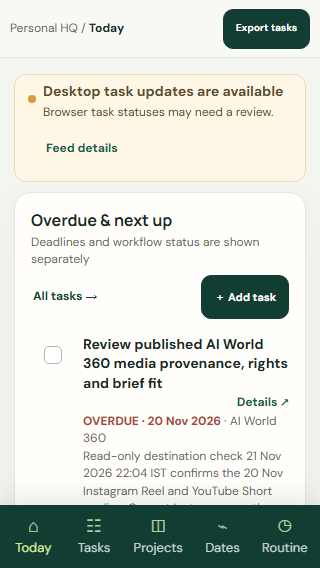 Personal HQ / Today
Export tasks
Desktop task updates are available
Browser task statuses may need a review.
Feed details
Overdue & next up
Deadlines and workflow status are shown
separately
All tasks →
+ Add task
Review published AI World
360 media provenance, rights
and brief fit
Details ↗
OVERDUE · 20 Nov 2026 · AI World
360
Read-only destination check 21 Nov
2026 22:04 IST confirms the 20 Nov
Instagram Reel and YouTube Short
Today
Tasks
Projects
Dates
Routine